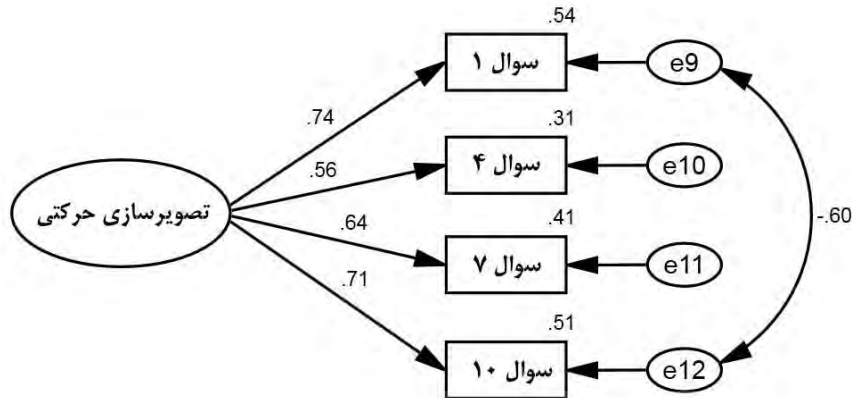 .54
سوال ۱
e9
.74
.31
سوال ۴
e10
.56
تصویرسازی حرکتی
-.60
.41
.64
سوال ۷
e11
.71
.51
سوال ۱۰
e12